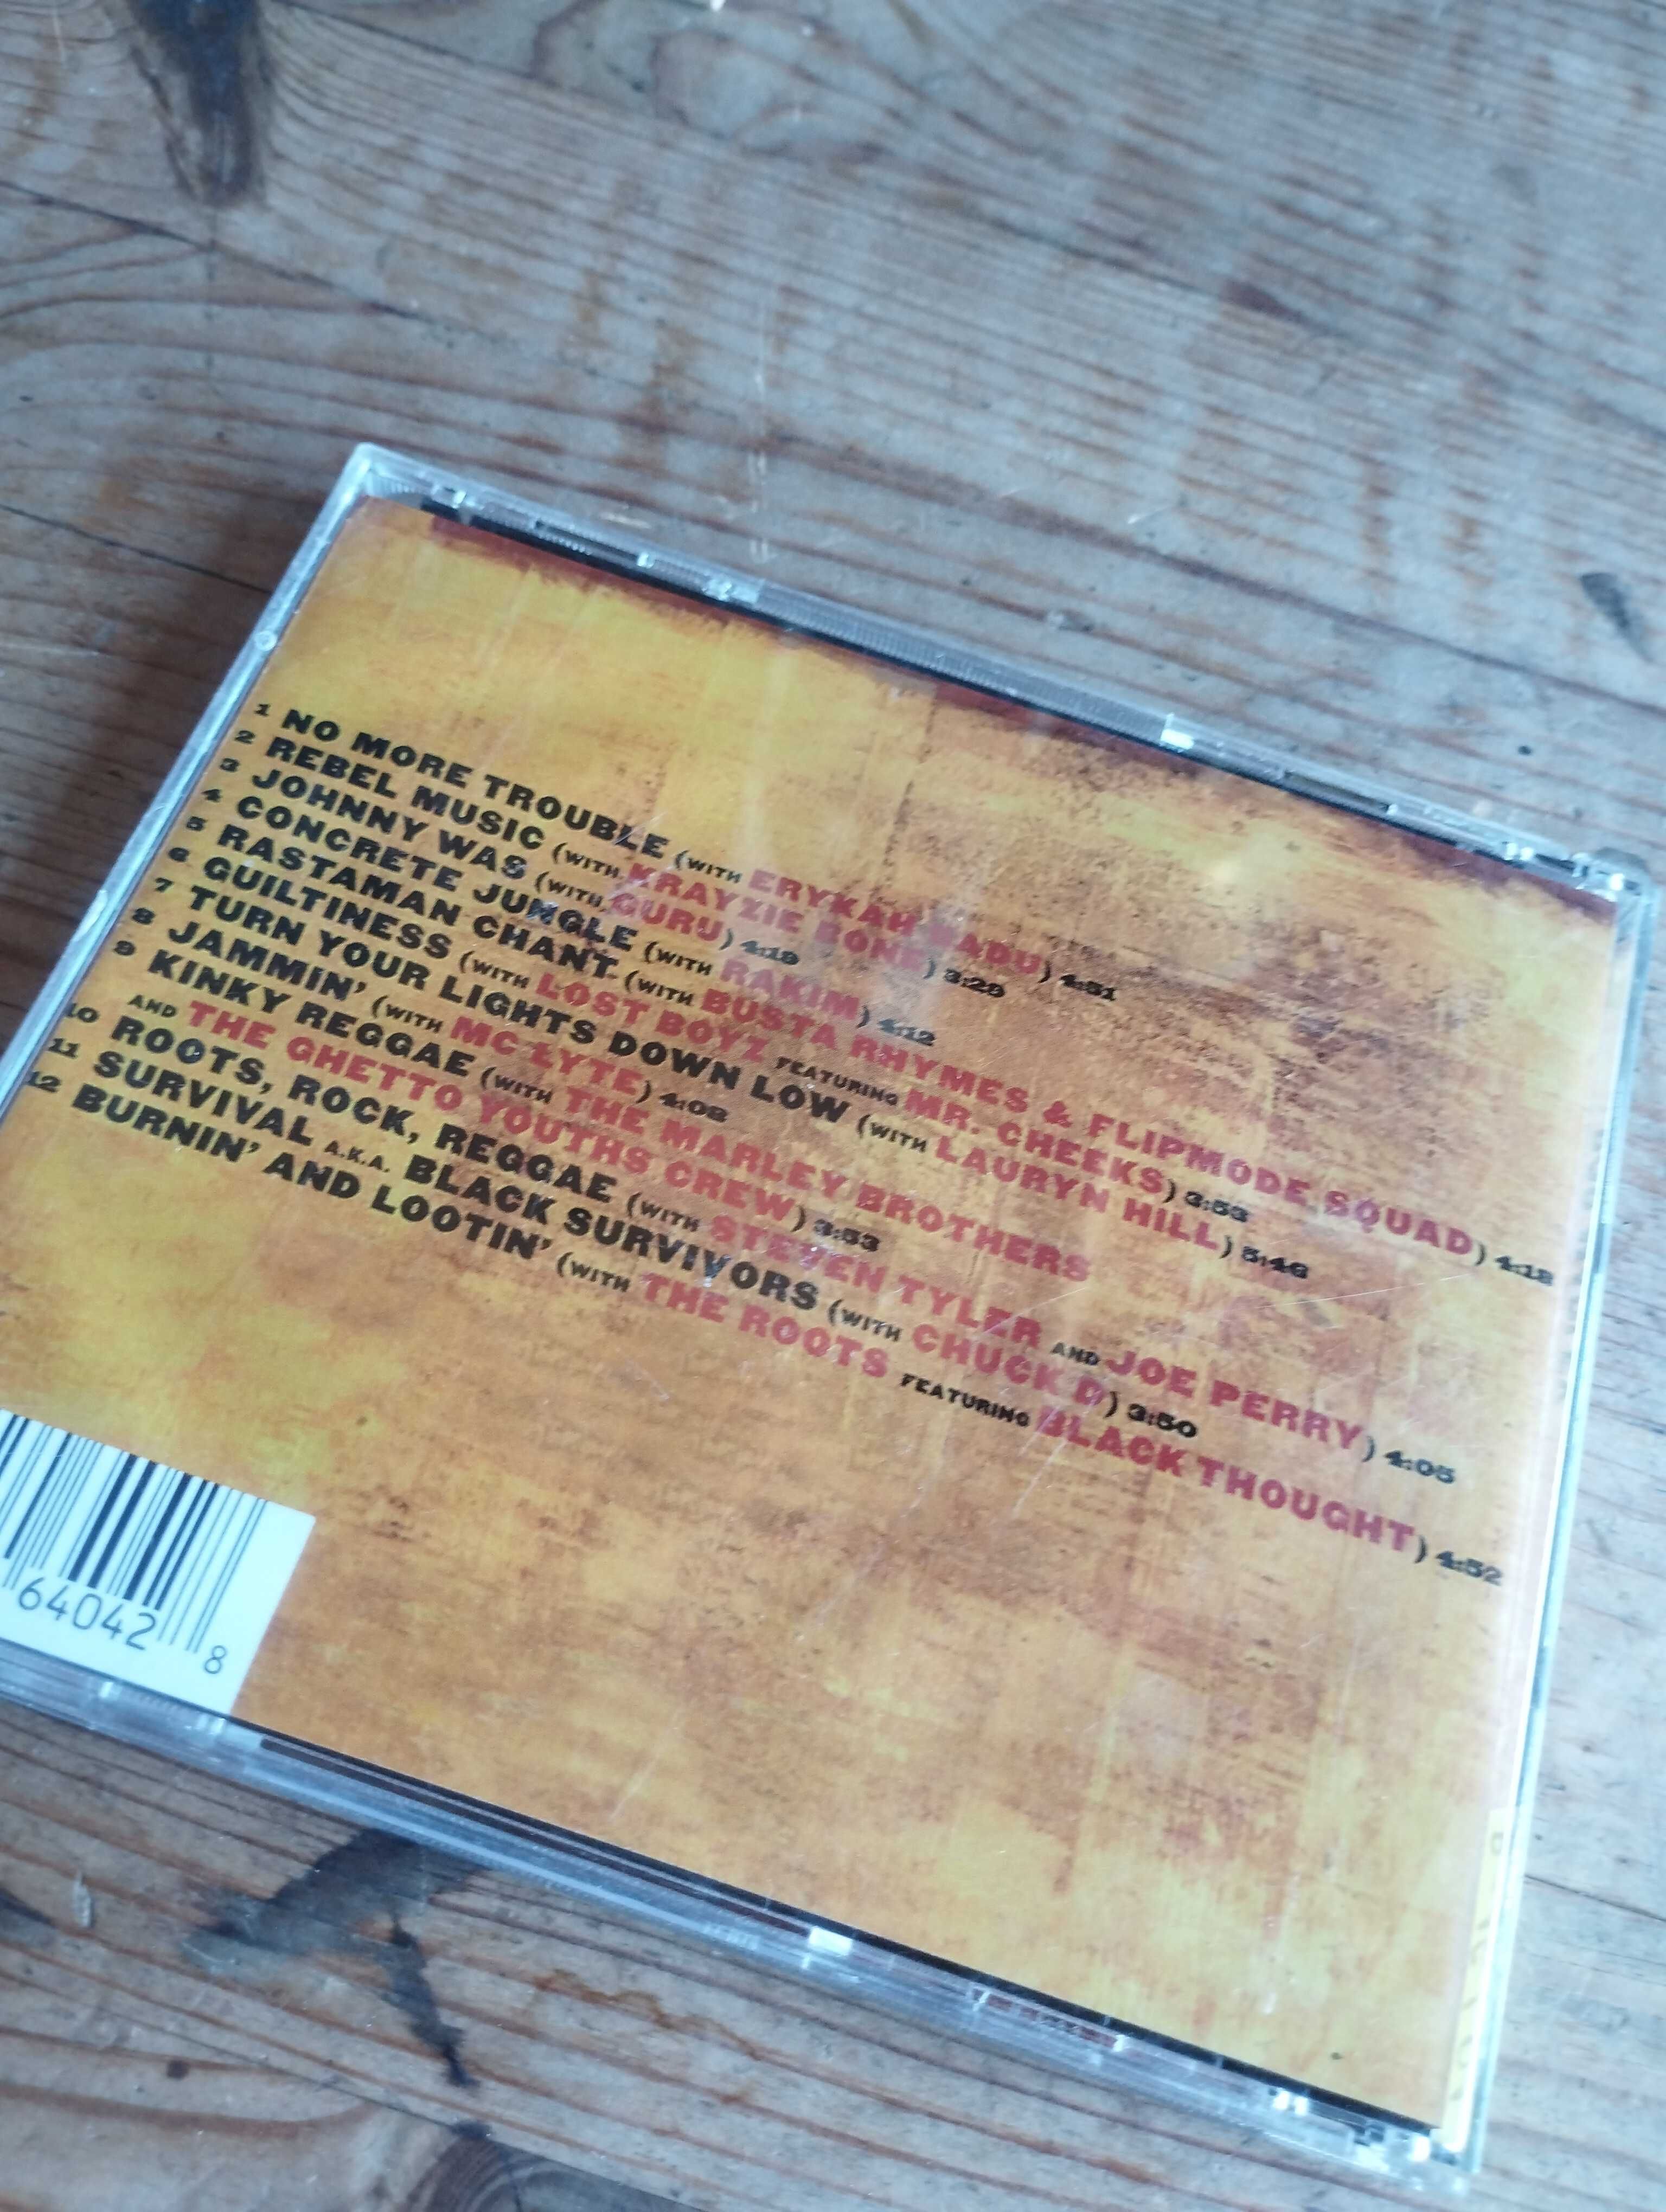 1 NO MORE TROUBLE (WITH ERYKAH BADU) 4:51
2 REBEL MUSIC (WITH KRAYZIE BONE) 3:29
3 JOHNNY WAS (WITH GURU) 4:19
4 CONCRETE JUNGLE (WITH RAKIM) 4:12
5 RASTAMAN CHANT (WITH BUSTA RHYMES & FLIPMODE SQUAD) 4:18
6 GUILTINESS (WITH LOST BOYZ FEATURING MR. CHEEKS) 3:53
7 TURN YOUR LIGHTS DOWN LOW (WITH LAURYN HILL) 5:46
8 JAMMIN' (WITH MC LYTE) 4:08
9 KINKY REGGAE (WITH THE MARLEY BROTHERS
AND THE GHETTO YOUTHS CREW) 3:53
10 ROOTS, ROCK, REGGAE (WITH STEVEN TYLER AND JOE PERRY) 4:05
11 SURVIVAL A.K.A. BLACK SURVIVORS (WITH CHUCK D) 3:50
12 BURNIN' AND LOOTIN' (WITH THE ROOTS FEATURING BLACK THOUGHT) 4:52
64042 8